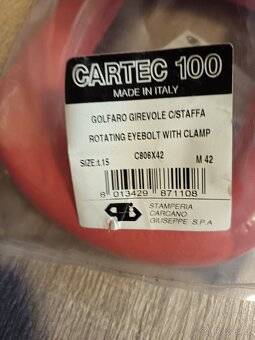 CARTEC 100
MADE IN ITALY
GOLFARO GIREVOLE C/STAFFA
ROTATING EYEBOLT WITH CLAMP
C806X42
SIZE:t.15 M 42
8 013429 871108
STAMPERIA
CARCANO
GIUSEPPE S.P.A